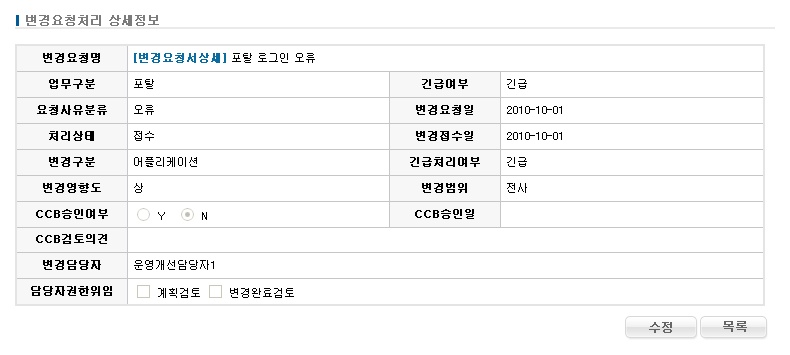 변경요청처리 상세정보
변경요청명 [변경요청서상세] 포탈 로그인 오류
업무구분 포탈 긴급여부 긴급
요청사유분류 오류 변경요청일 2010-10-01
처리상태 접수 변경접수일 2010-10-01
변경구분 어플리케이션 긴급처리여부 긴급
변경영향도 상 변경범위 전사
CCB승인여부 Y N CCB승인일
CCB검토의견
변경담당자 운영개선담당자1
담당자권한위임 계획검토 변경완료검토
수정 목록